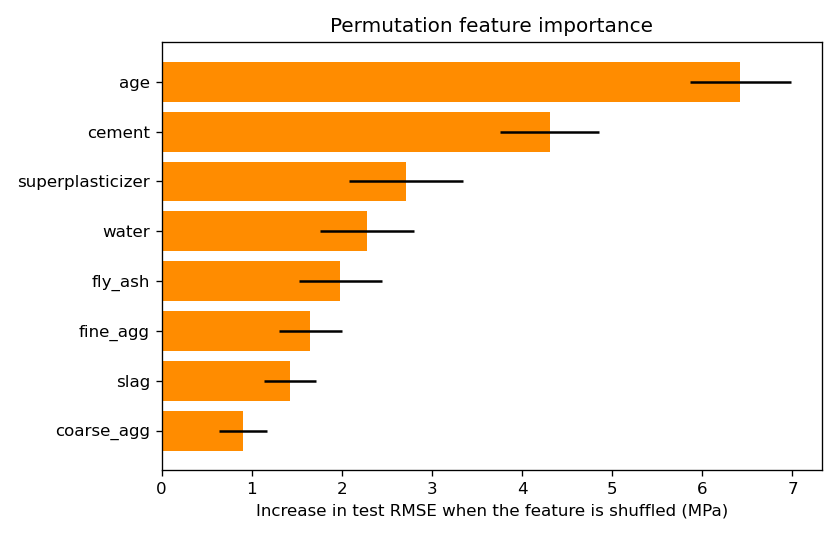 Permutation feature importance
age
cement
superplasticizer
water
fly_ash
fine_agg
slag
coarse_agg
0 1 2 3 4 5 6 7
Increase in test RMSE when the feature is shuffled (MPa)